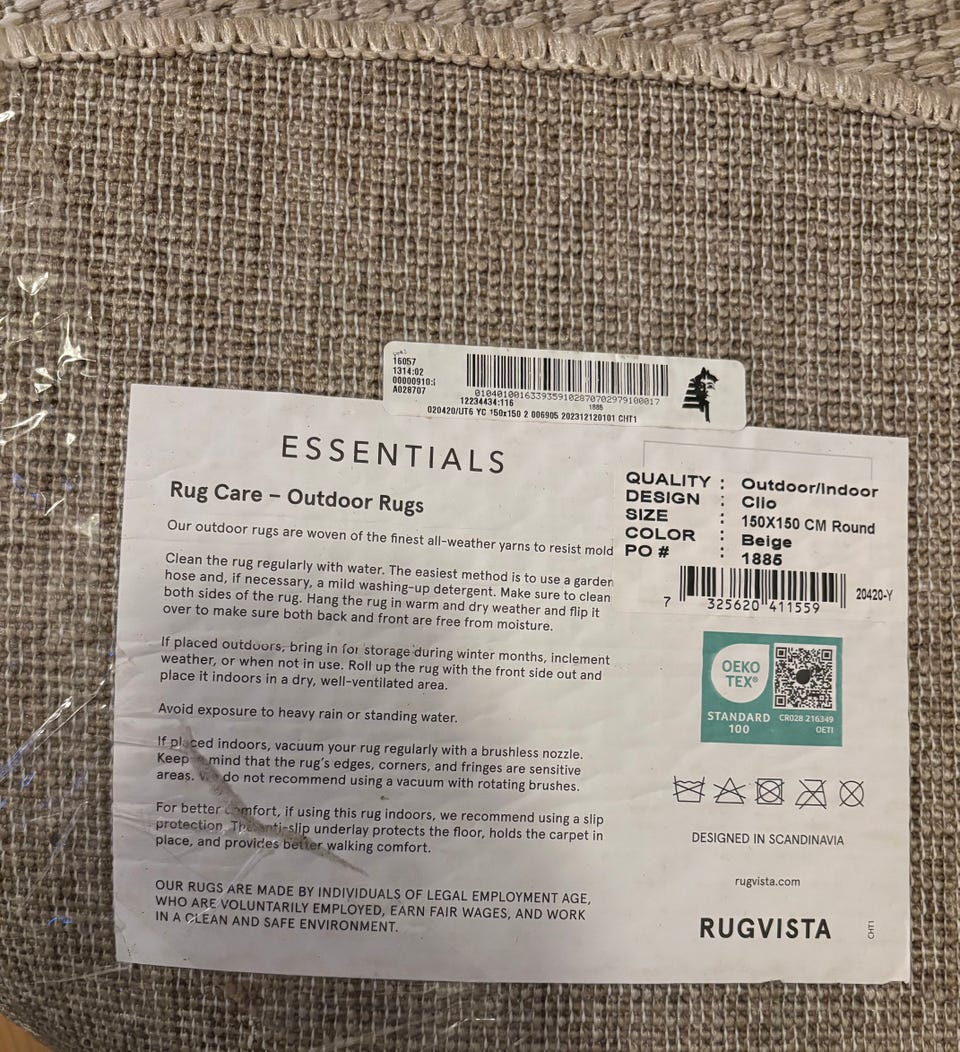 16057
1314:02
00000910:i
A028707
0104010016339359102870702979100017
12234434:116
1885
020420/UT6 YC 150x150 2 006905 202312120101 CHT1
ESSENTIALS
Rug Care – Outdoor Rugs
Our outdoor rugs are woven of the finest all-weather yarns to resist mold
Clean the rug regularly with water. The easiest method is to use a garden
hose and, if necessary, a mild washing-up detergent. Make sure to clean
both sides of the rug. Hang the rug in warm and dry weather and flip it
over to make sure both back and front are free from moisture.
If placed outdoors, bring in for storage during winter months, inclement
weather, or when not in use. Roll up the rug with the front side out and
place it indoors in a dry, well-ventilated area.
Avoid exposure to heavy rain or standing water.
If placed indoors, vacuum your rug regularly with a brushless nozzle.
Keep mind that the rug's edges, corners, and fringes are sensitive
areas. We do not recommend using a vacuum with rotating brushes.
For better comfort, if using this rug indoors, we recommend using a slip
protection. The anti-slip underlay protects the floor, holds the carpet in
place, and provides better walking comfort.
OUR RUGS ARE MADE BY INDIVIDUALS OF LEGAL EMPLOYMENT AGE,
WHO ARE VOLUNTARILY EMPLOYED, EARN FAIR WAGES, AND WORK
IN A CLEAN AND SAFE ENVIRONMENT.
QUALITY : Outdoor/Indoor
DESIGN : Clio
SIZE : 150X150 CM Round
COLOR : Beige
PO # : 1885
20420-Y
7 325620 411559
OEKO
TEX®
STANDARD
100
CR028 216349
OETI
DESIGNED IN SCANDINAVIA
rugvista.com
RUGVISTA
CHT1